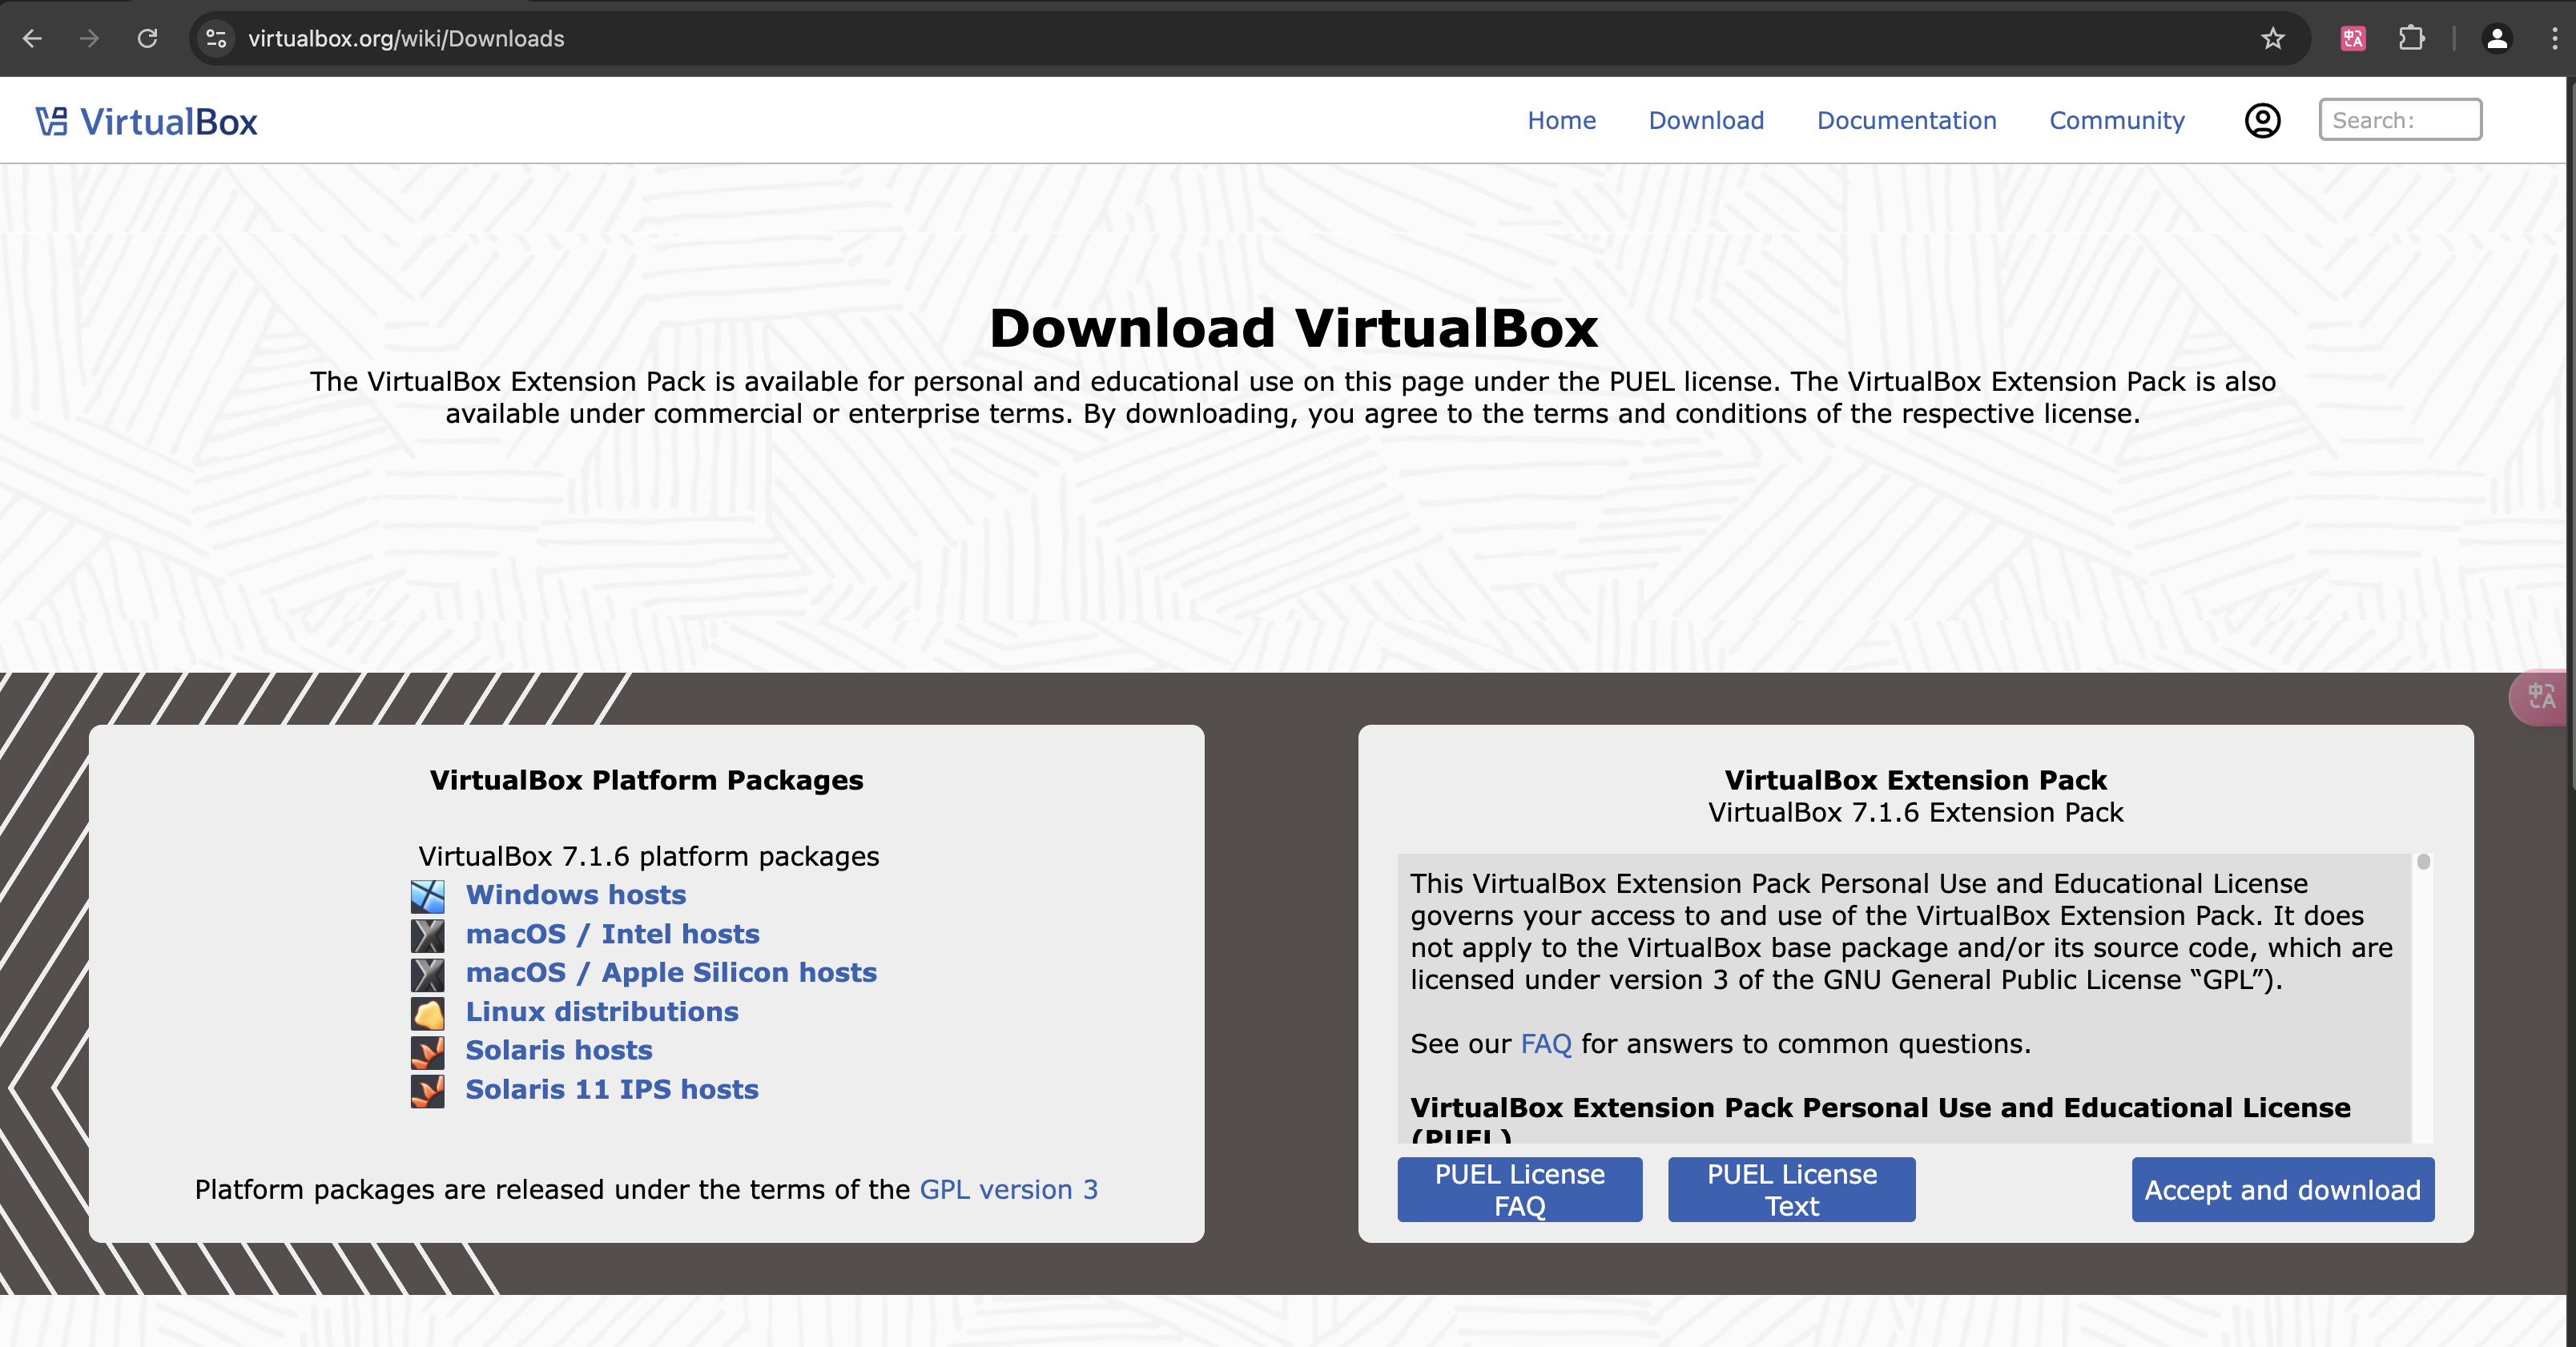 virtualbox.org/wiki/Downloads
VirtualBox
Home
Download
Documentation
Community
Search:
Download VirtualBox
The VirtualBox Extension Pack is available for personal and educational use on this page under the PUEL license. The VirtualBox Extension Pack is also
available under commercial or enterprise terms. By downloading, you agree to the terms and conditions of the respective license.
VirtualBox Platform Packages
VirtualBox 7.1.6 platform packages
Windows hosts
macOS / Intel hosts
macOS / Apple Silicon hosts
Linux distributions
Solaris hosts
Solaris 11 IPS hosts
Platform packages are released under the terms of the GPL version 3
VirtualBox Extension Pack
VirtualBox 7.1.6 Extension Pack
This VirtualBox Extension Pack Personal Use and Educational License
governs your access to and use of the VirtualBox Extension Pack. It does
not apply to the VirtualBox base package and/or its source code, which are
licensed under version 3 of the GNU General Public License “GPL”).
See our FAQ for answers to common questions.
VirtualBox Extension Pack Personal Use and Educational License
(PUEL)
PUEL License
FAQ
PUEL License
Text
Accept and download